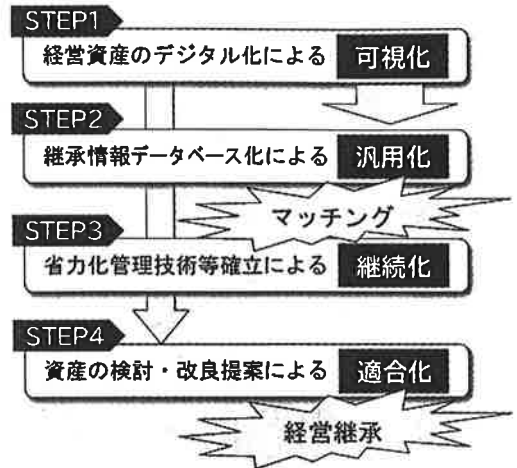 STEP1
経営資産のデジタル化による 可視化
STEP2
継承情報データベース化による 汎用化
マッチング
STEP3
省力化管理技術等確立による 継続化
STEP4
資産の検討・改良提案による 適合化
経営継承